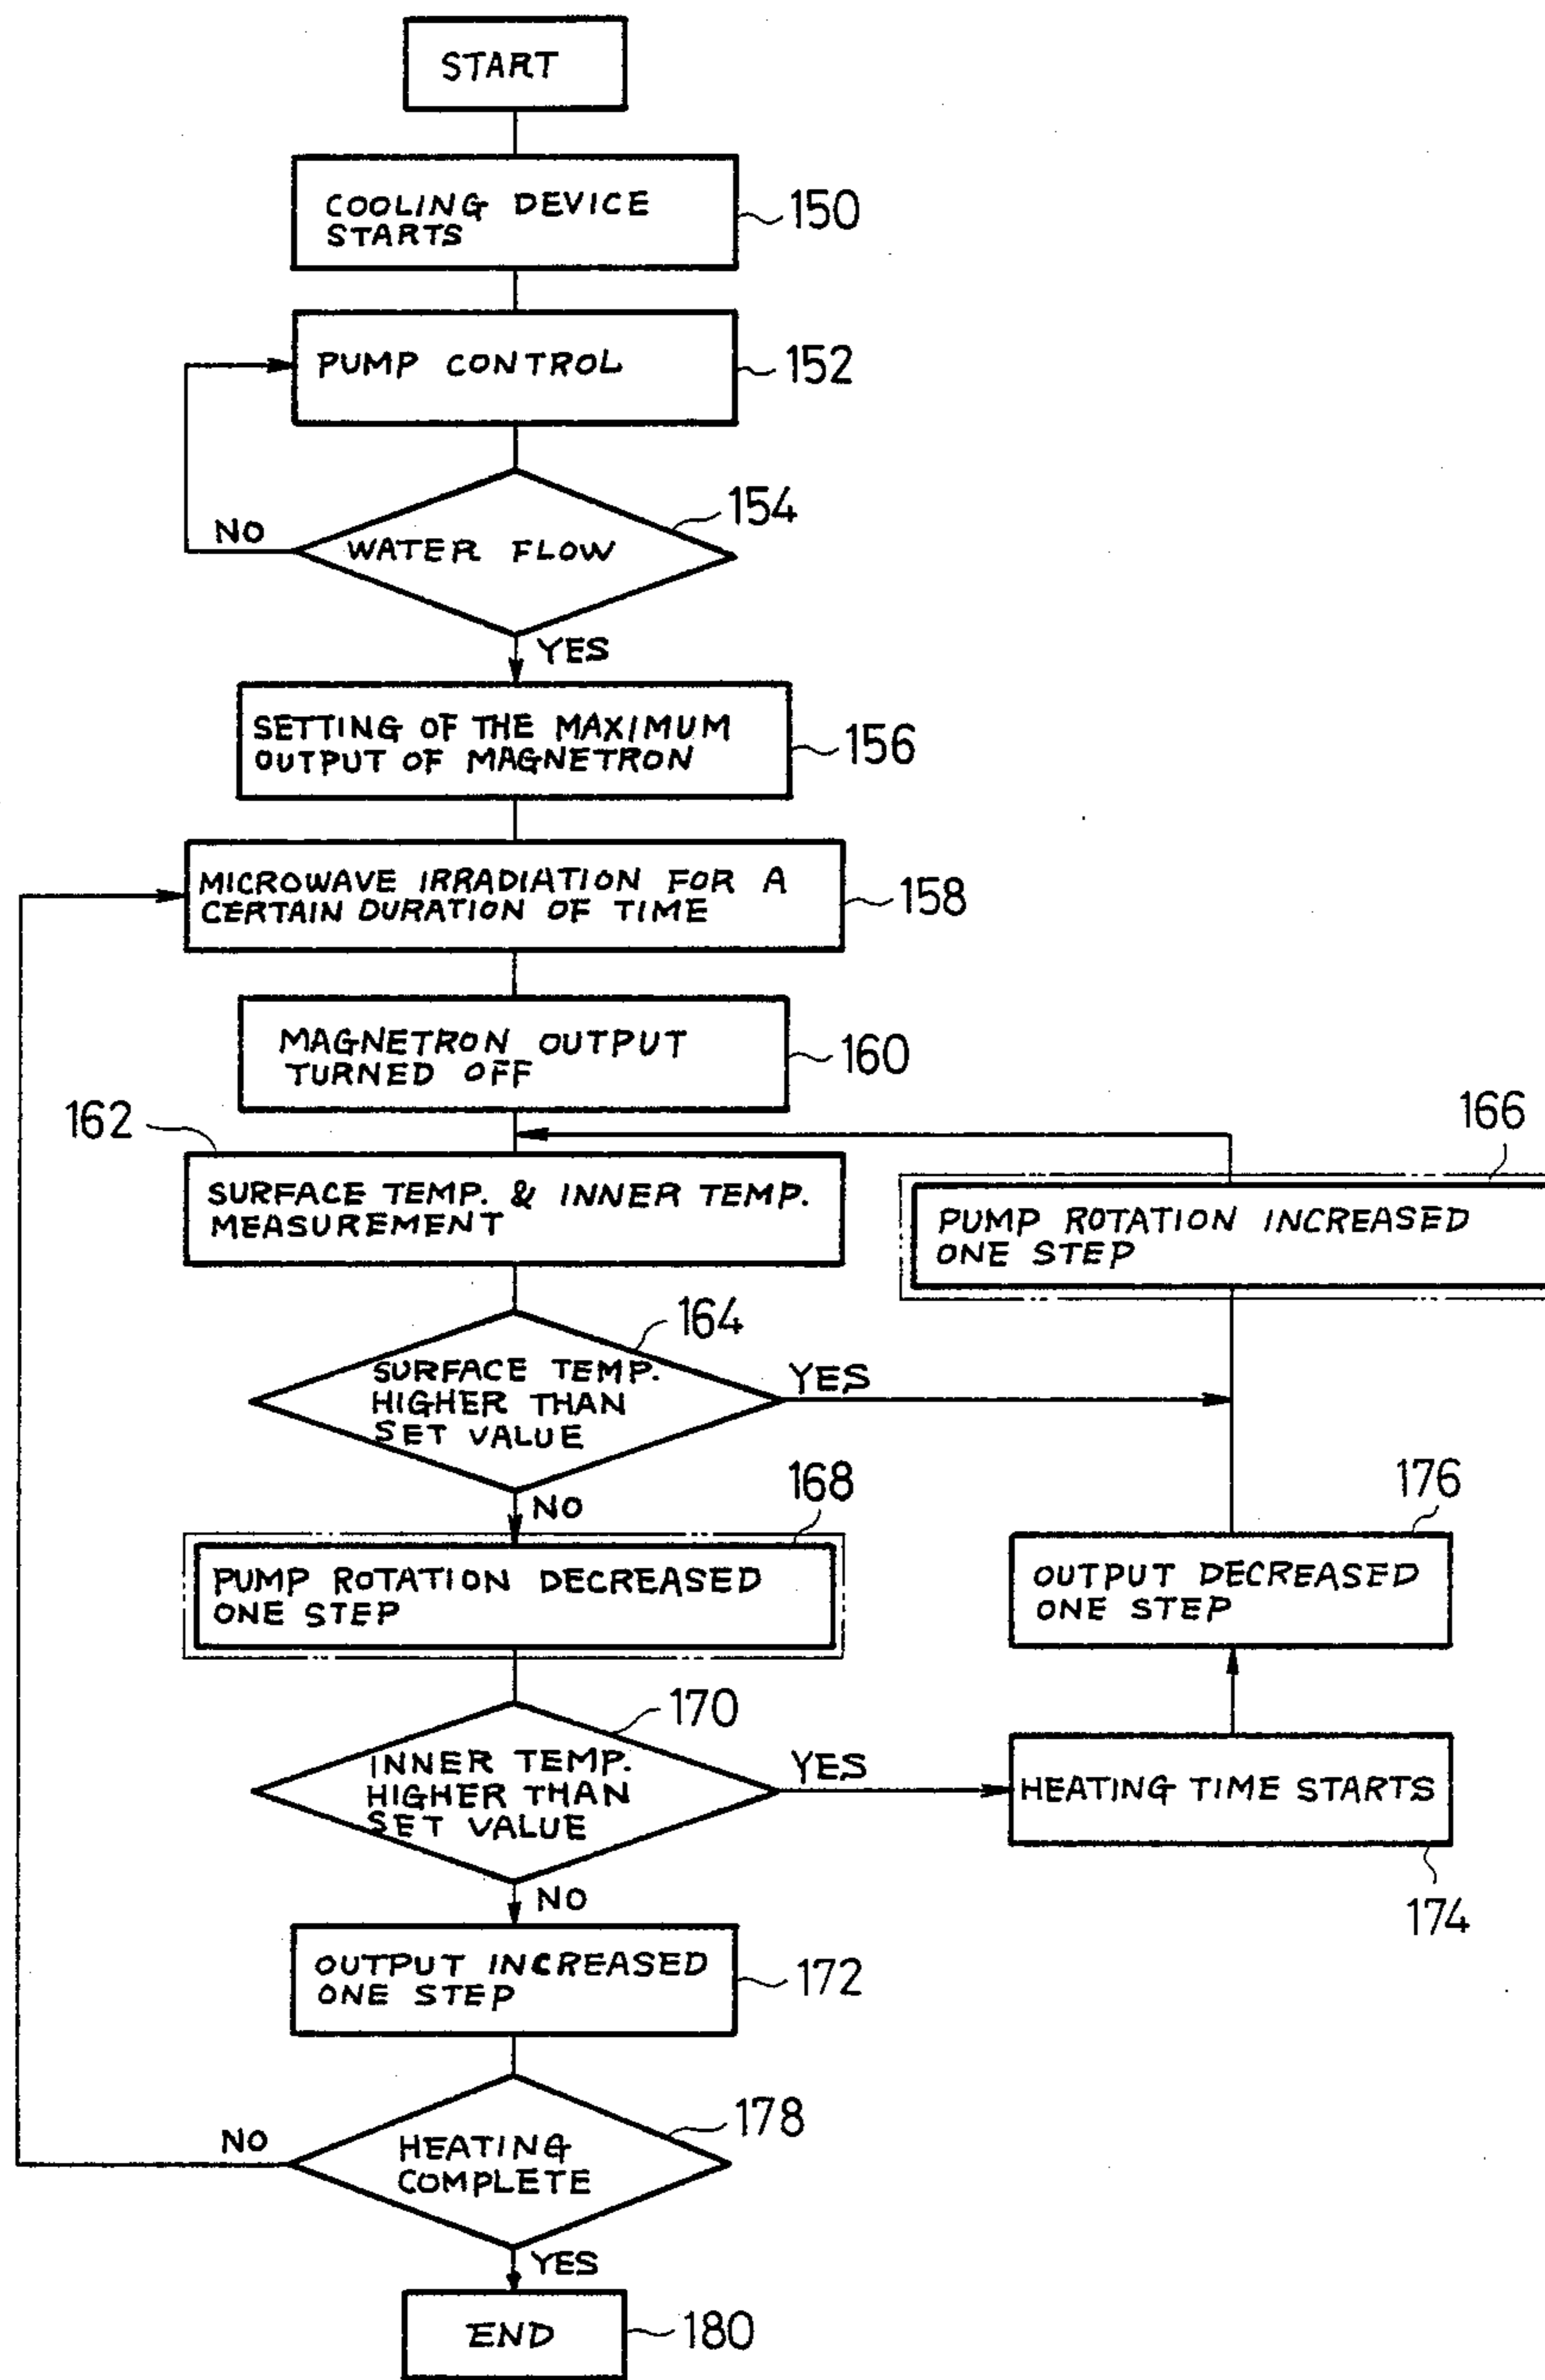 START
COOLING DEVICE
STARTS
150
PUMP CONTROL
152
154
NO
WATER FLOW
YES
SETTING OF THE MAXIMUM
OUTPUT OF MAGNETRON
156
MICROWAVE IRRADIATION FOR A
CERTAIN DURATION OF TIME
158
MAGNETRON OUTPUT
TURNED OFF
160
162
166
SURFACE TEMP. & INNER TEMP.
MEASUREMENT
PUMP ROTATION INCREASED
ONE STEP
164
SURFACE TEMP.
HIGHER THAN
SET VALUE
YES
NO
168
176
PUMP ROTATION DECREASED
ONE STEP
OUTPUT DECREASED
ONE STEP
170
INNER TEMP.
HIGHER THAN
SET VALUE
YES
HEATING TIME STARTS
174
NO
OUTPUT INCREASED
ONE STEP
172
178
NO
HEATING
COMPLETE
YES
END
180